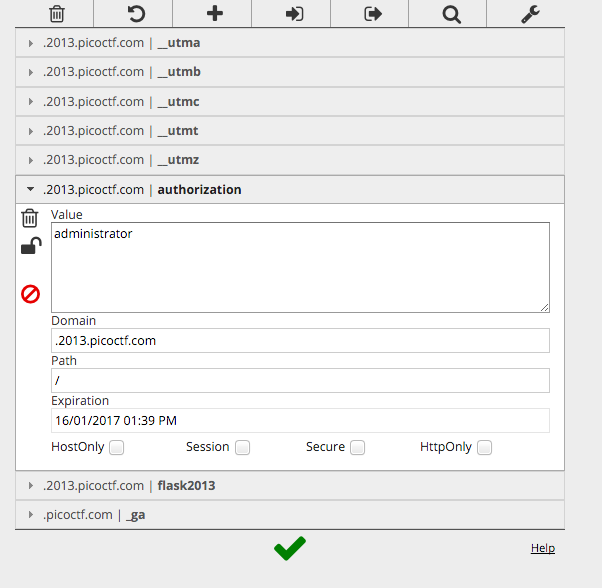 .2013.picoctf.com | __utma
.2013.picoctf.com | __utmb
.2013.picoctf.com | __utmc
.2013.picoctf.com | __utmt
.2013.picoctf.com | __utmz
.2013.picoctf.com | authorization
Value
administrator
Domain
.2013.picoctf.com
Path
/
Expiration
16/01/2017 01:39 PM
HostOnly Session Secure HttpOnly
.2013.picoctf.com | flask2013
.picoctf.com | _ga
Help